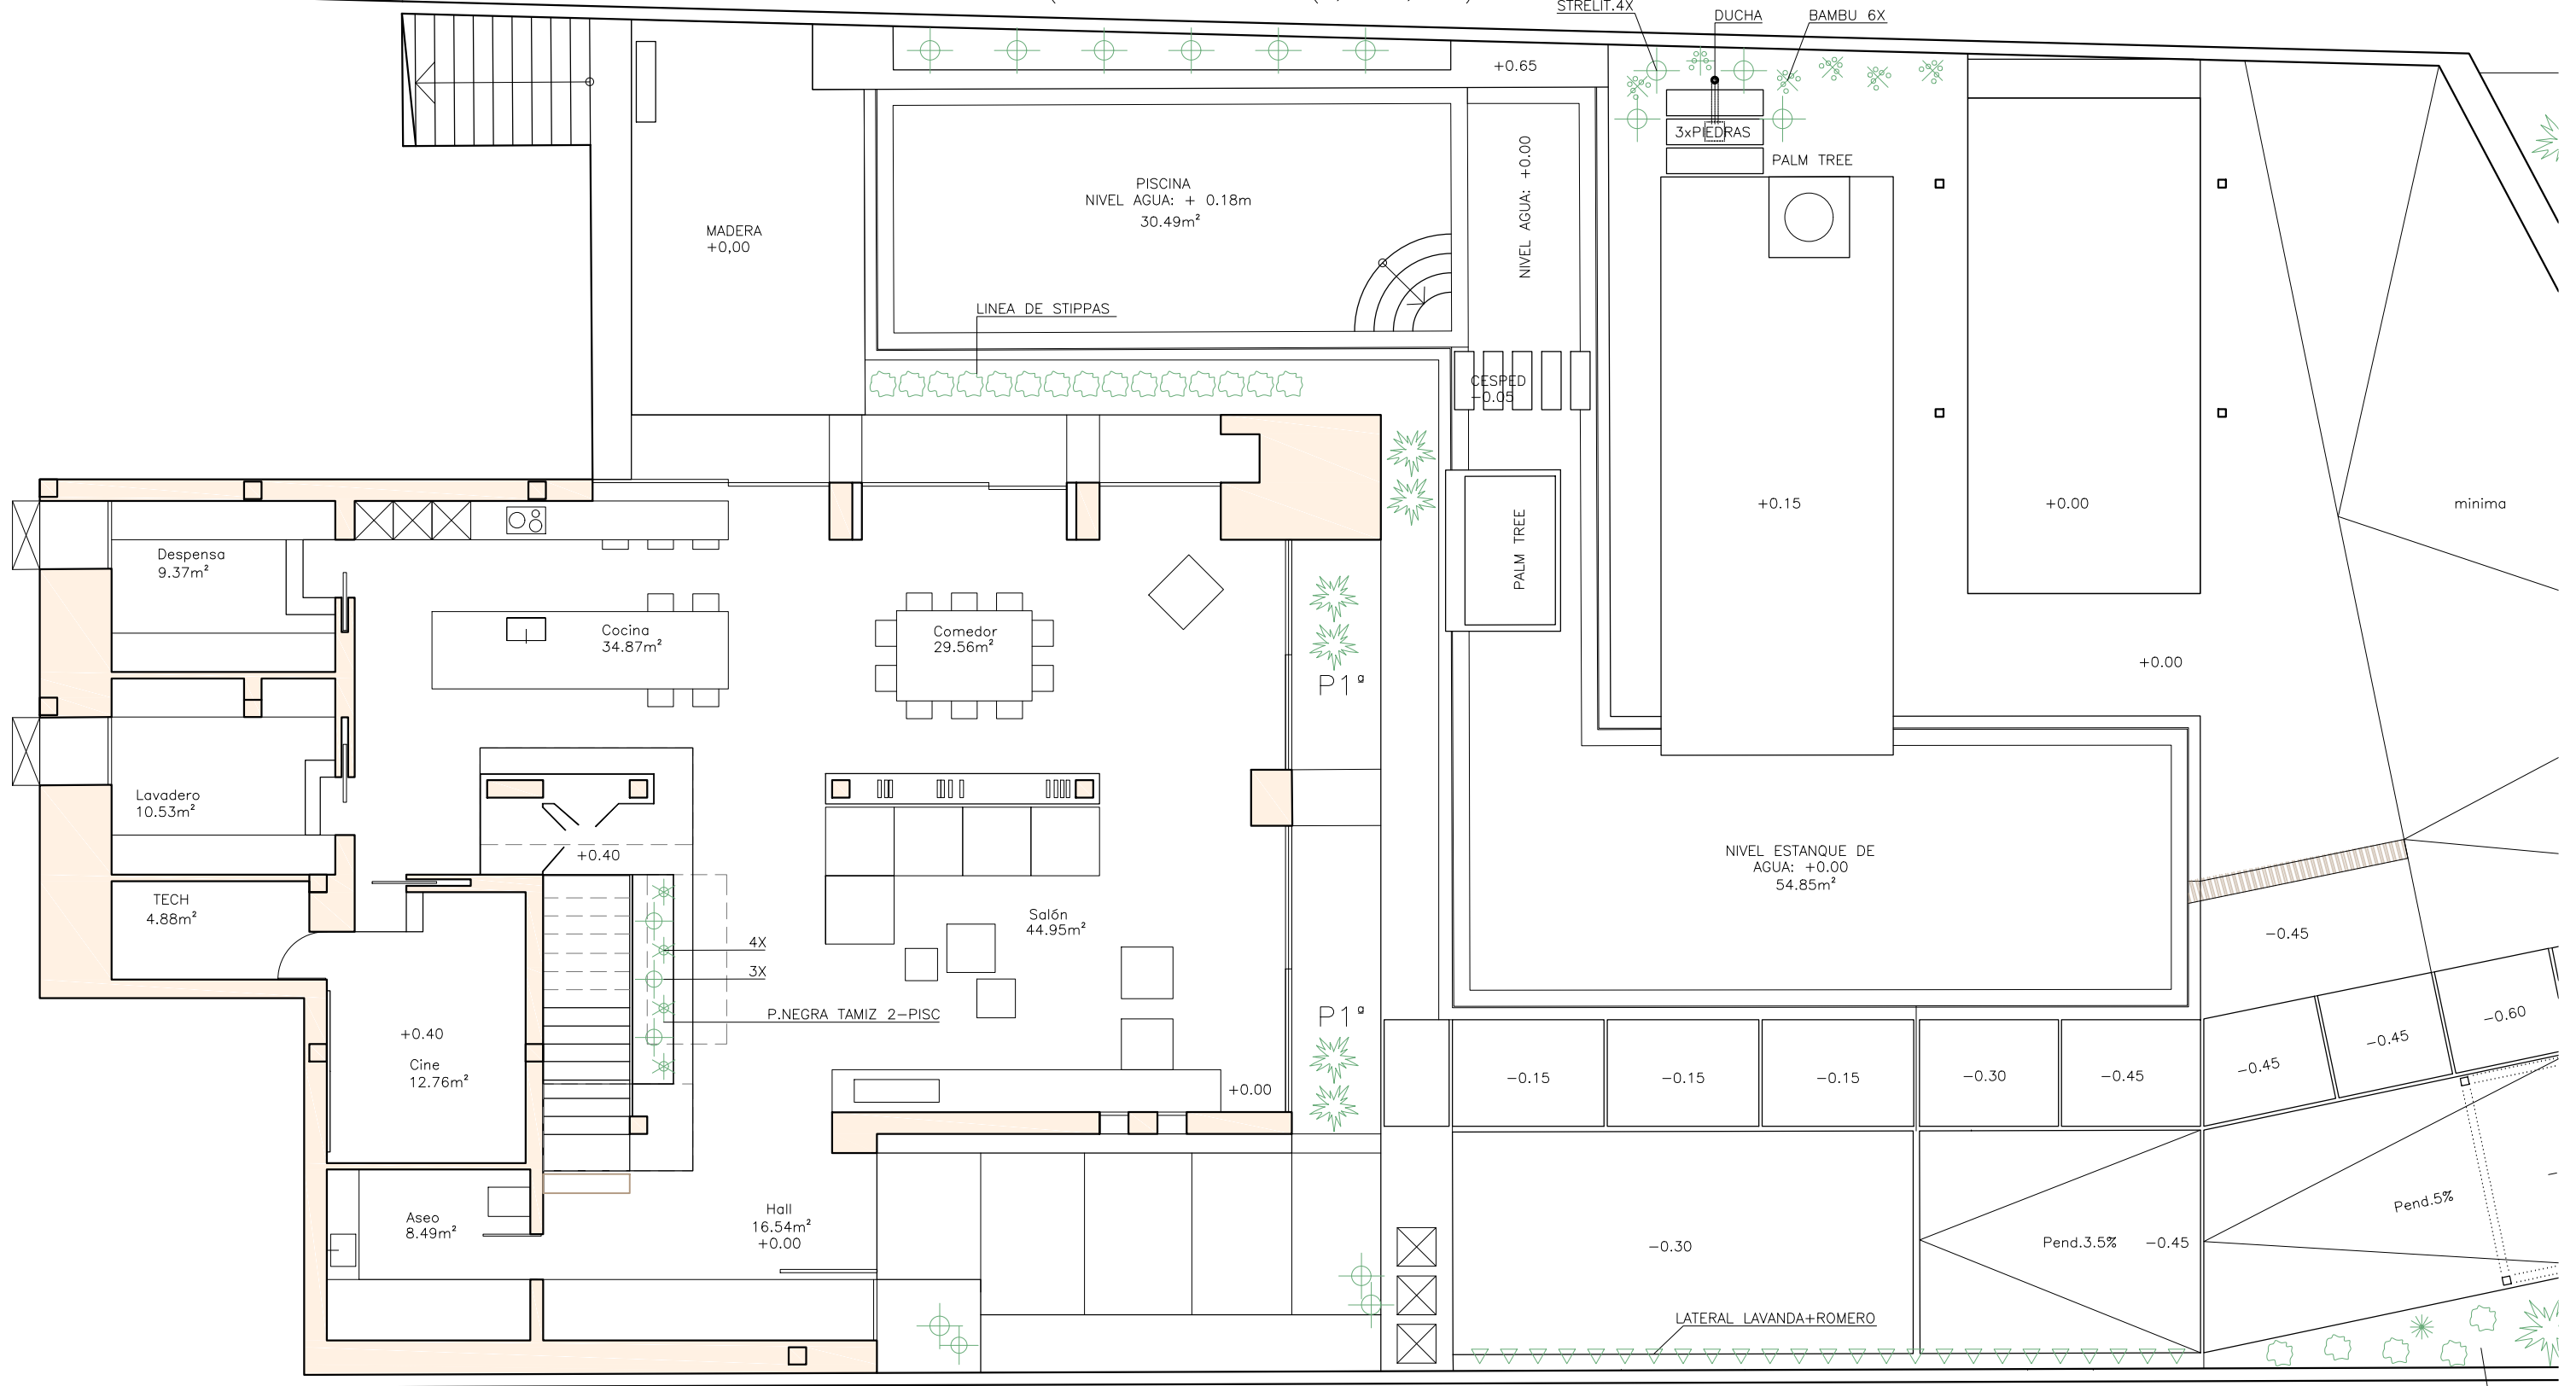 STRELIT.4X
DUCHA
BAMBU 6X
+0.65
3xPIEDRAS
PALM TREE
PISCINA
NIVEL AGUA: + 0.18m
30.49m²
NIVEL AGUA: +0.00
MADERA
+0,00
LINEA DE STIPPAS
CESPED
-0.05
+0.15
+0.00
minima
PALM TREE
Despensa
9.37m²
Cocina
34.87m²
Comedor
29.56m²
P1ª
+0.00
Lavadero
10.53m²
+0.40
NIVEL ESTANQUE DE
AGUA: +0.00
54.85m²
TECH
4.88m²
Salón
44.95m²
4X
3X
-0.45
P.NEGRA TAMIZ 2-PISC
P1ª
+0.40
Cine
12.76m²
+0.00
-0.15
-0.15
-0.15
-0.30
-0.45
-0.45
-0.45
-0.60
Aseo
8.49m²
Hall
16.54m²
+0.00
-0.30
Pend.3.5%
-0.45
Pend.5%
LATERAL LAVANDA+ROMERO